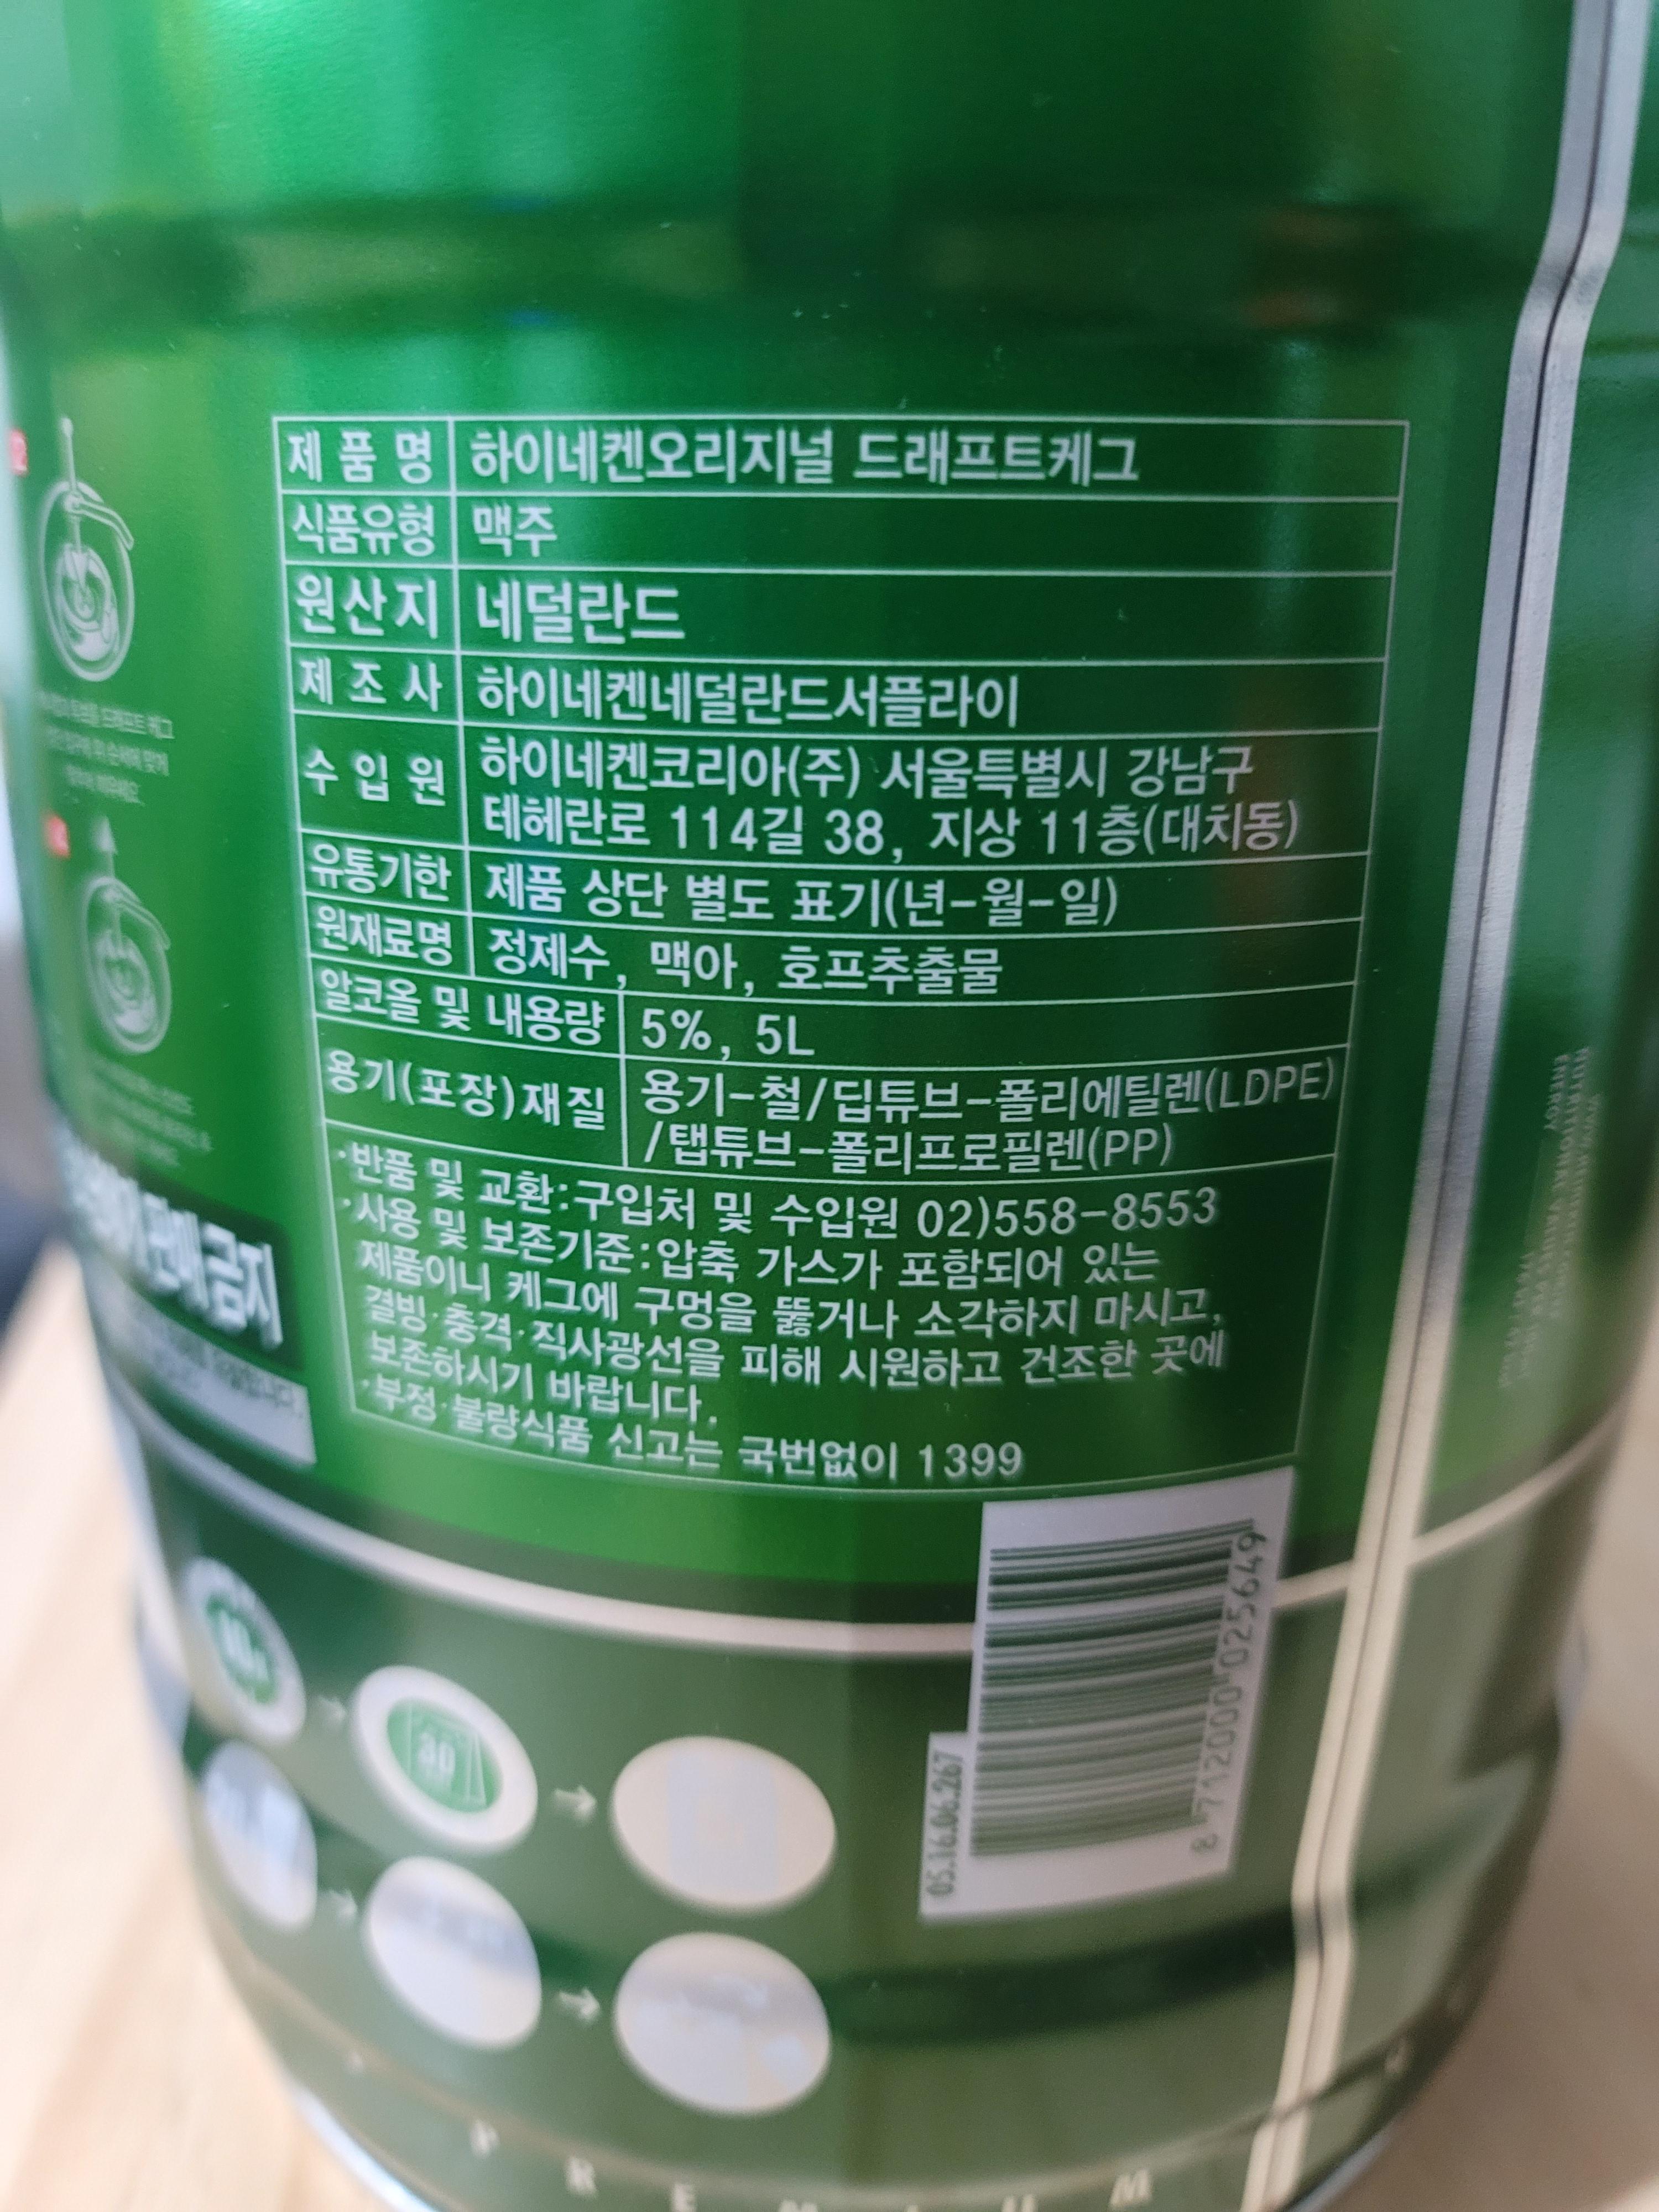 제 품 명 하이네켄오리지널 드래프트케그
식품유형 맥주
원산지 네덜란드
제 조 사 하이네켄네덜란드서플라이
수 입 원 하이네켄코리아(주) 서울특별시 강남구
테헤란로 114길 38, 지상 11층(대치동)
유통기한 제품 상단 별도 표기(년-월-일)
원재료명 정제수, 맥아, 호프추출물
알코올 및 내용량 5%, 5L
용기(포장)재질 용기-철/딥튜브-폴리에틸렌(LDPE)
/탭튜브-폴리프로필렌(PP)
·반품 및 교환:구입처 및 수입원 02)558-8553
·사용 및 보존기준:압축 가스가 포함되어 있는
제품이니 케그에 구멍을 뚫거나 소각하지 마시고,
결빙·충격·직사광선을 피해 시원하고 건조한 곳에
보존하시기 바랍니다.
·부정·불량식품 신고는 국번없이 1399
드래프트 케그
판매금지
8 712000 025649
05.16.06.267
30
PREMIUM